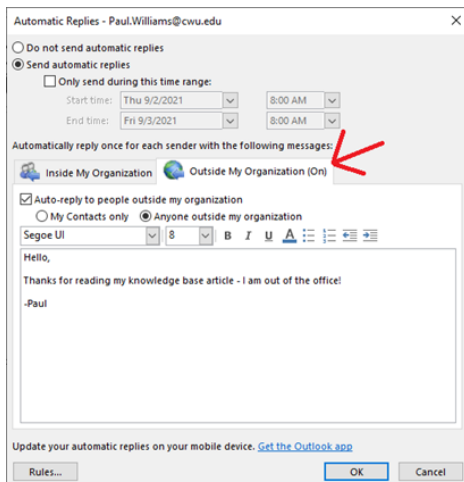 Automatic Replies - Paul.Williams@cwu.edu
Do not send automatic replies
Send automatic replies
Only send during this time range:
Start time: Thu 9/2/2021 8:00 AM
End time: Fri 9/3/2021 8:00 AM
Automatically reply once for each sender with the following messages:
Inside My Organization Outside My Organization (On)
Auto-reply to people outside my organization
My Contacts only Anyone outside my organization
Segoe UI 8 B I U A
Hello,
Thanks for reading my knowledge base article - I am out of the office!
-Paul
Update your automatic replies on your mobile device. Get the Outlook app
Rules... OK Cancel